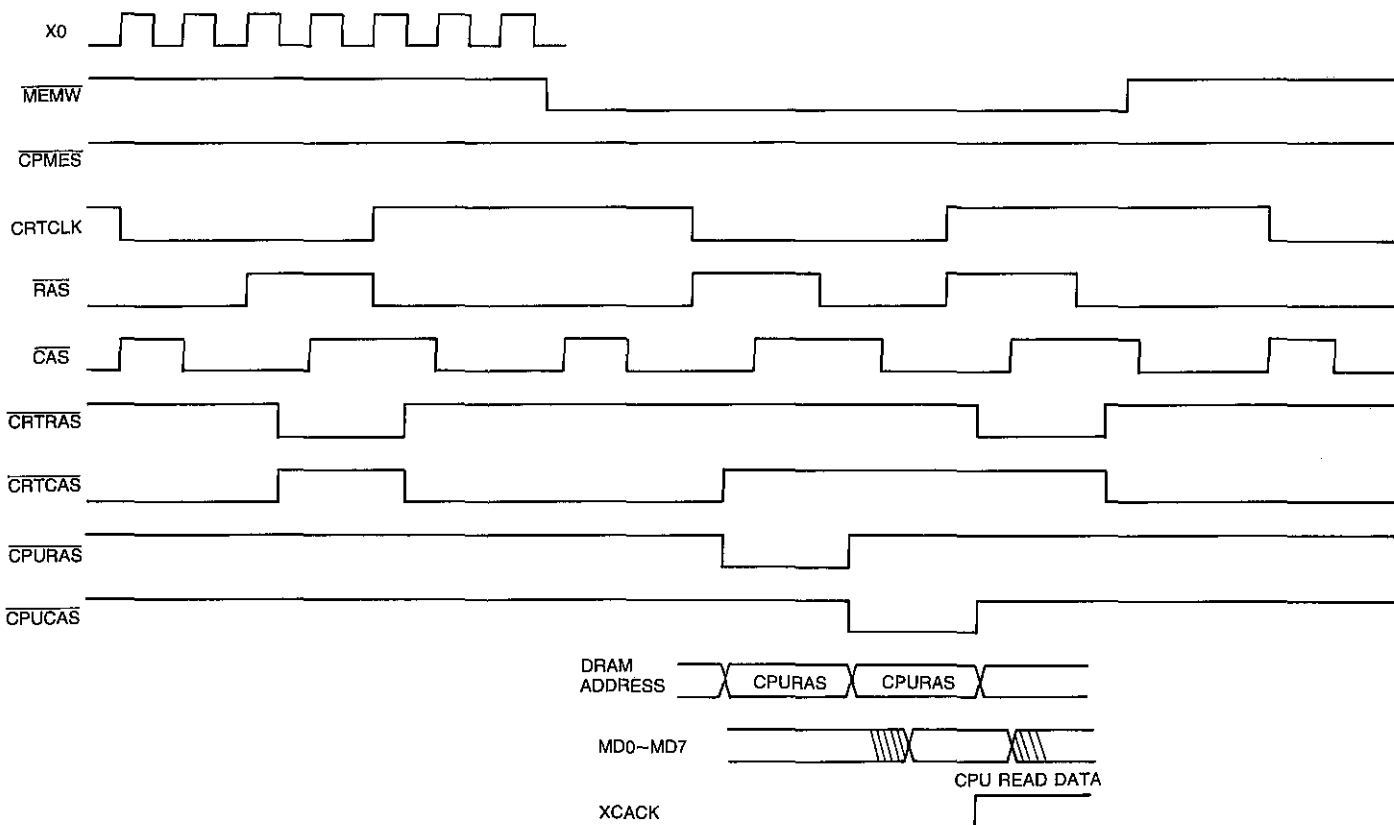 X0
MEMW
CPMES
CRTCLK
RAS
CAS
CRTRAS
CRTCAS
CPURAS
CPUCAS
DRAM
ADDRESS
CPURAS
CPURAS
MD0~MD7
CPU READ DATA
XCACK